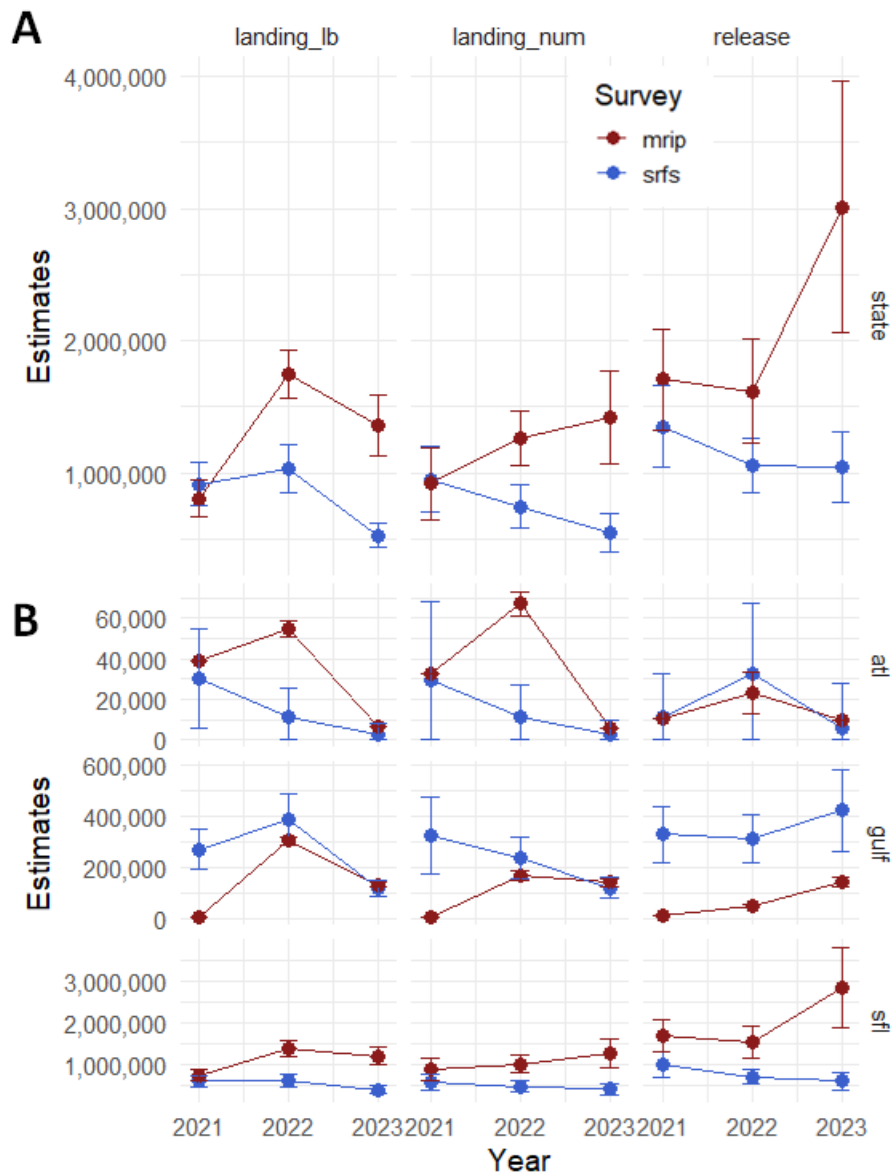 A
landing_lb landing_num release
4,000,000
3,000,000
2,000,000
1,000,000
Estimates
Survey
mrip
srfs
state
B
60,000
40,000
20,000
0
atl
600,000
400,000
200,000
0
Estimates
gulf
3,000,000
2,000,000
1,000,000
sfl
2021 2022 2023 2021 2022 2023 2021 2022 2023
Year